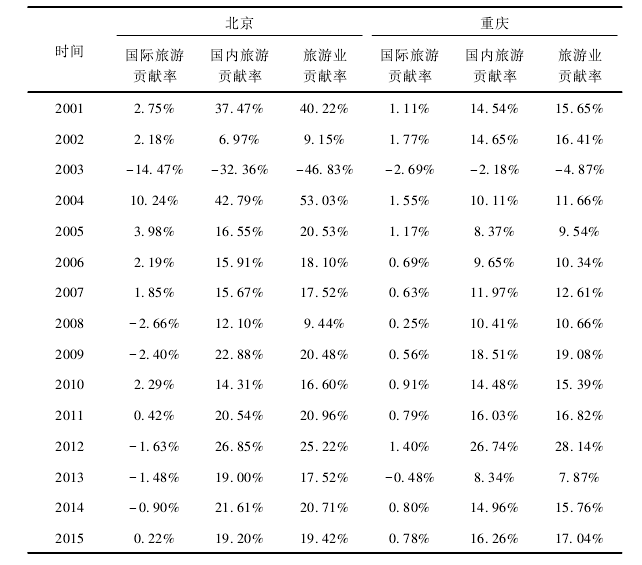 北京 重庆
时间 国际旅游 国内旅游 旅游业 国际旅游 国内旅游 旅游业
贡献率 贡献率 贡献率 贡献率 贡献率 贡献率
2001 2.75% 37.47% 40.22% 1.11% 14.54% 15.65%
2002 2.18% 6.97% 9.15% 1.77% 14.65% 16.41%
2003 -14.47% -32.36% -46.83% -2.69% -2.18% -4.87%
2004 10.24% 42.79% 53.03% 1.55% 10.11% 11.66%
2005 3.98% 16.55% 20.53% 1.17% 8.37% 9.54%
2006 2.19% 15.91% 18.10% 0.69% 9.65% 10.34%
2007 1.85% 15.67% 17.52% 0.63% 11.97% 12.61%
2008 -2.66% 12.10% 9.44% 0.25% 10.41% 10.66%
2009 -2.40% 22.88% 20.48% 0.56% 18.51% 19.08%
2010 2.29% 14.31% 16.60% 0.91% 14.48% 15.39%
2011 0.42% 20.54% 20.96% 0.79% 16.03% 16.82%
2012 -1.63% 26.85% 25.22% 1.40% 26.74% 28.14%
2013 -1.48% 19.00% 17.52% -0.48% 8.34% 7.87%
2014 -0.90% 21.61% 20.71% 0.80% 14.96% 15.76%
2015 0.22% 19.20% 19.42% 0.78% 16.26% 17.04%